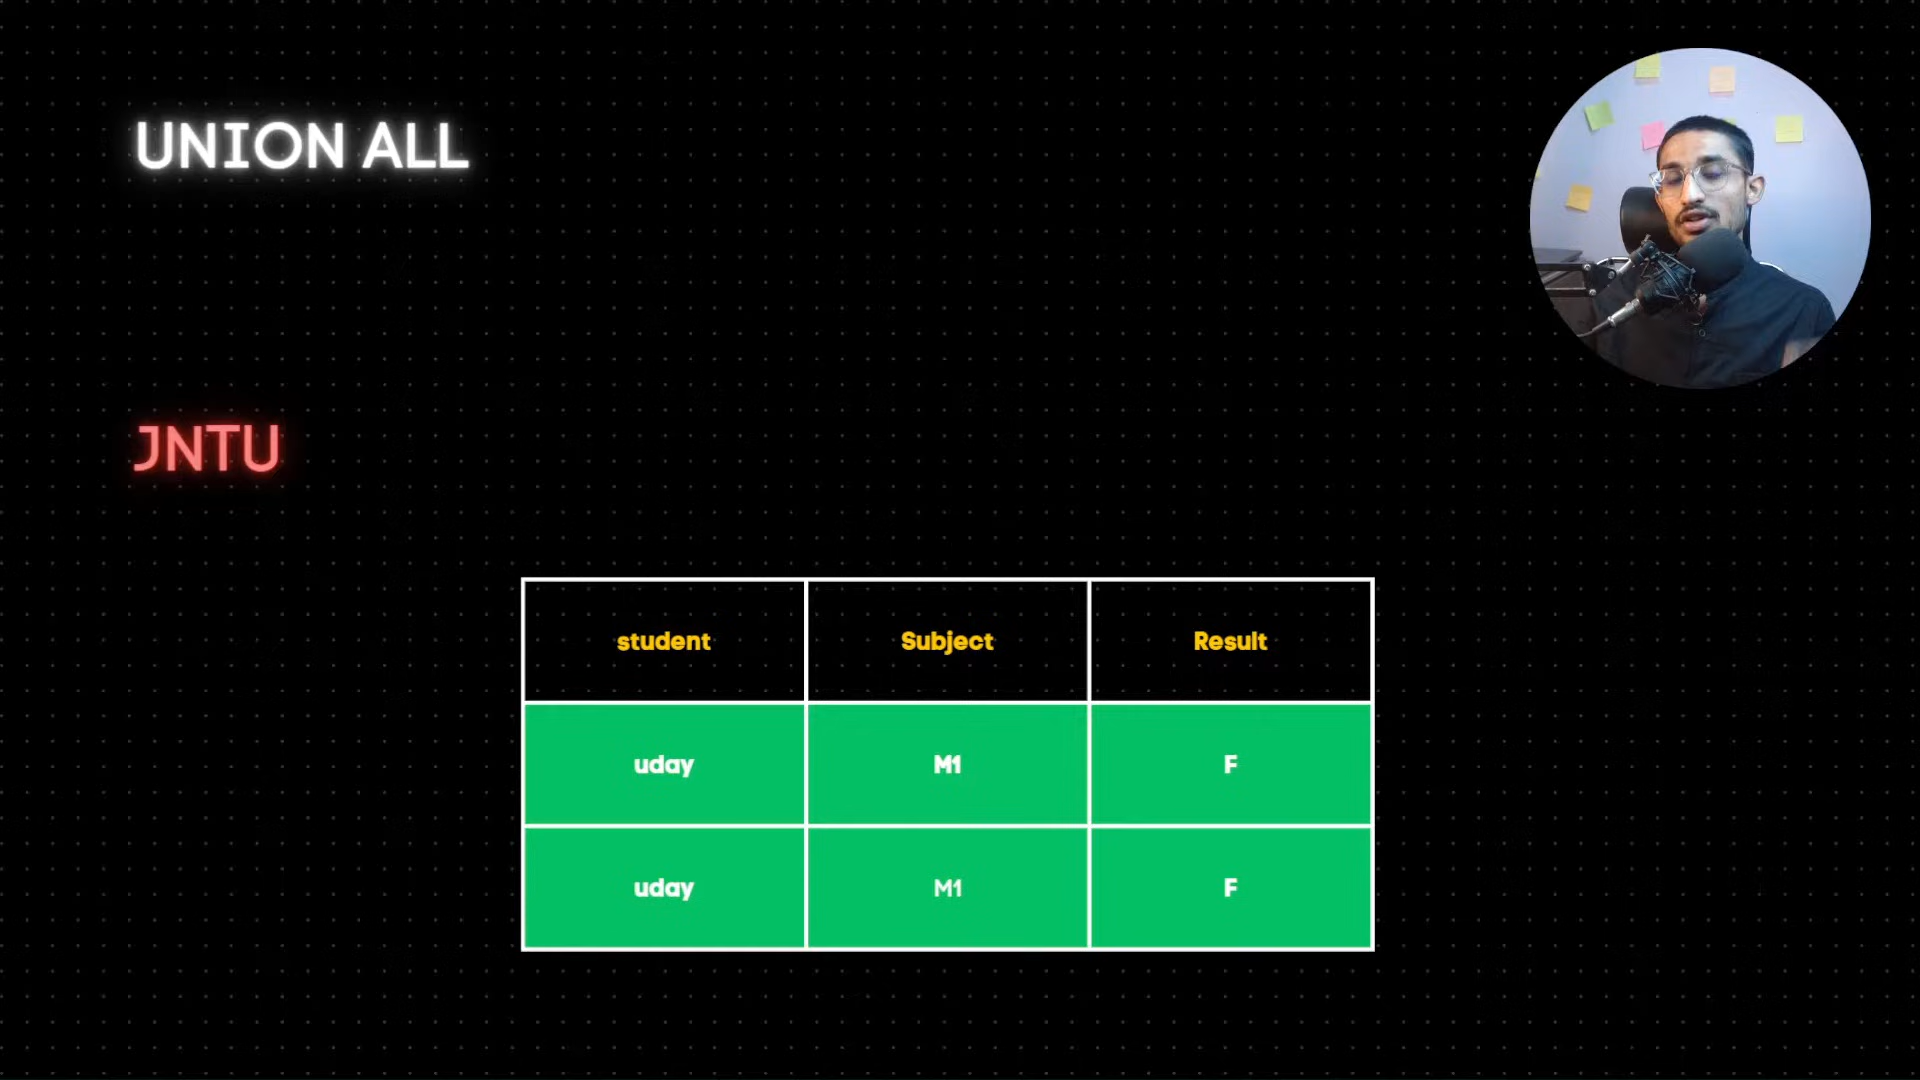 UNION ALL
JNTU
student Subject Result
uday M1 F
uday M1 F